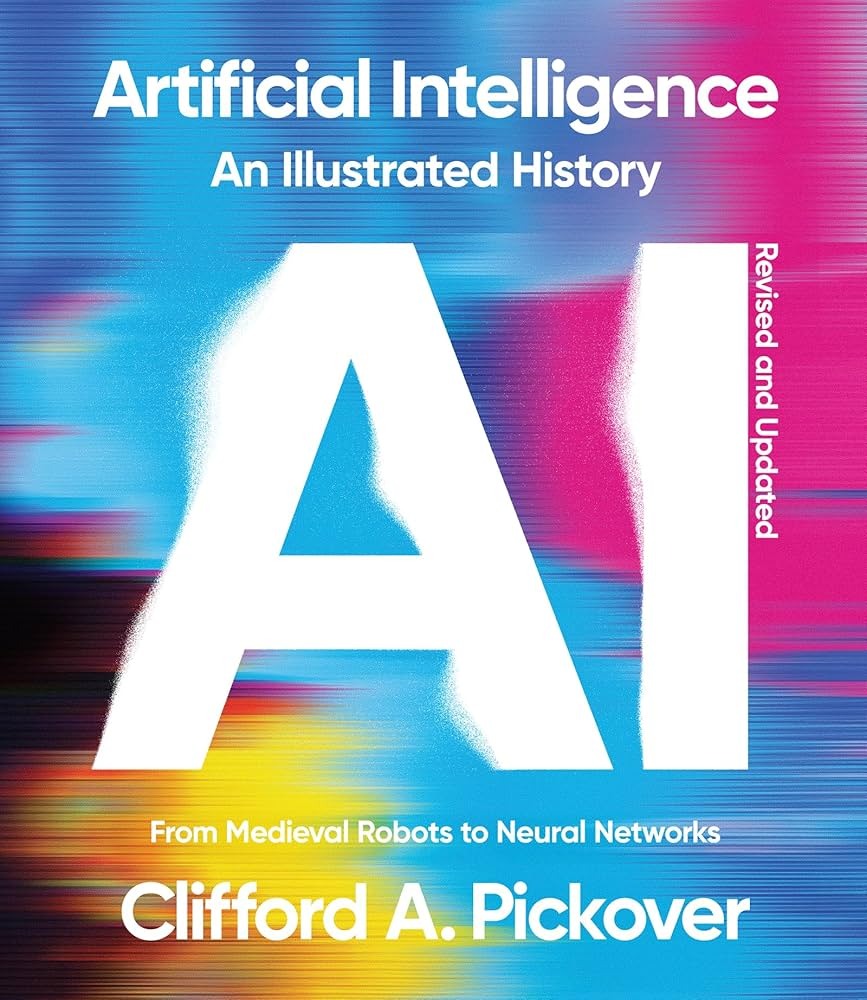 Artificial Intelligence
An Illustrated History
AI
Revised and Updated
From Medieval Robots to Neural Networks
Clifford A. Pickover